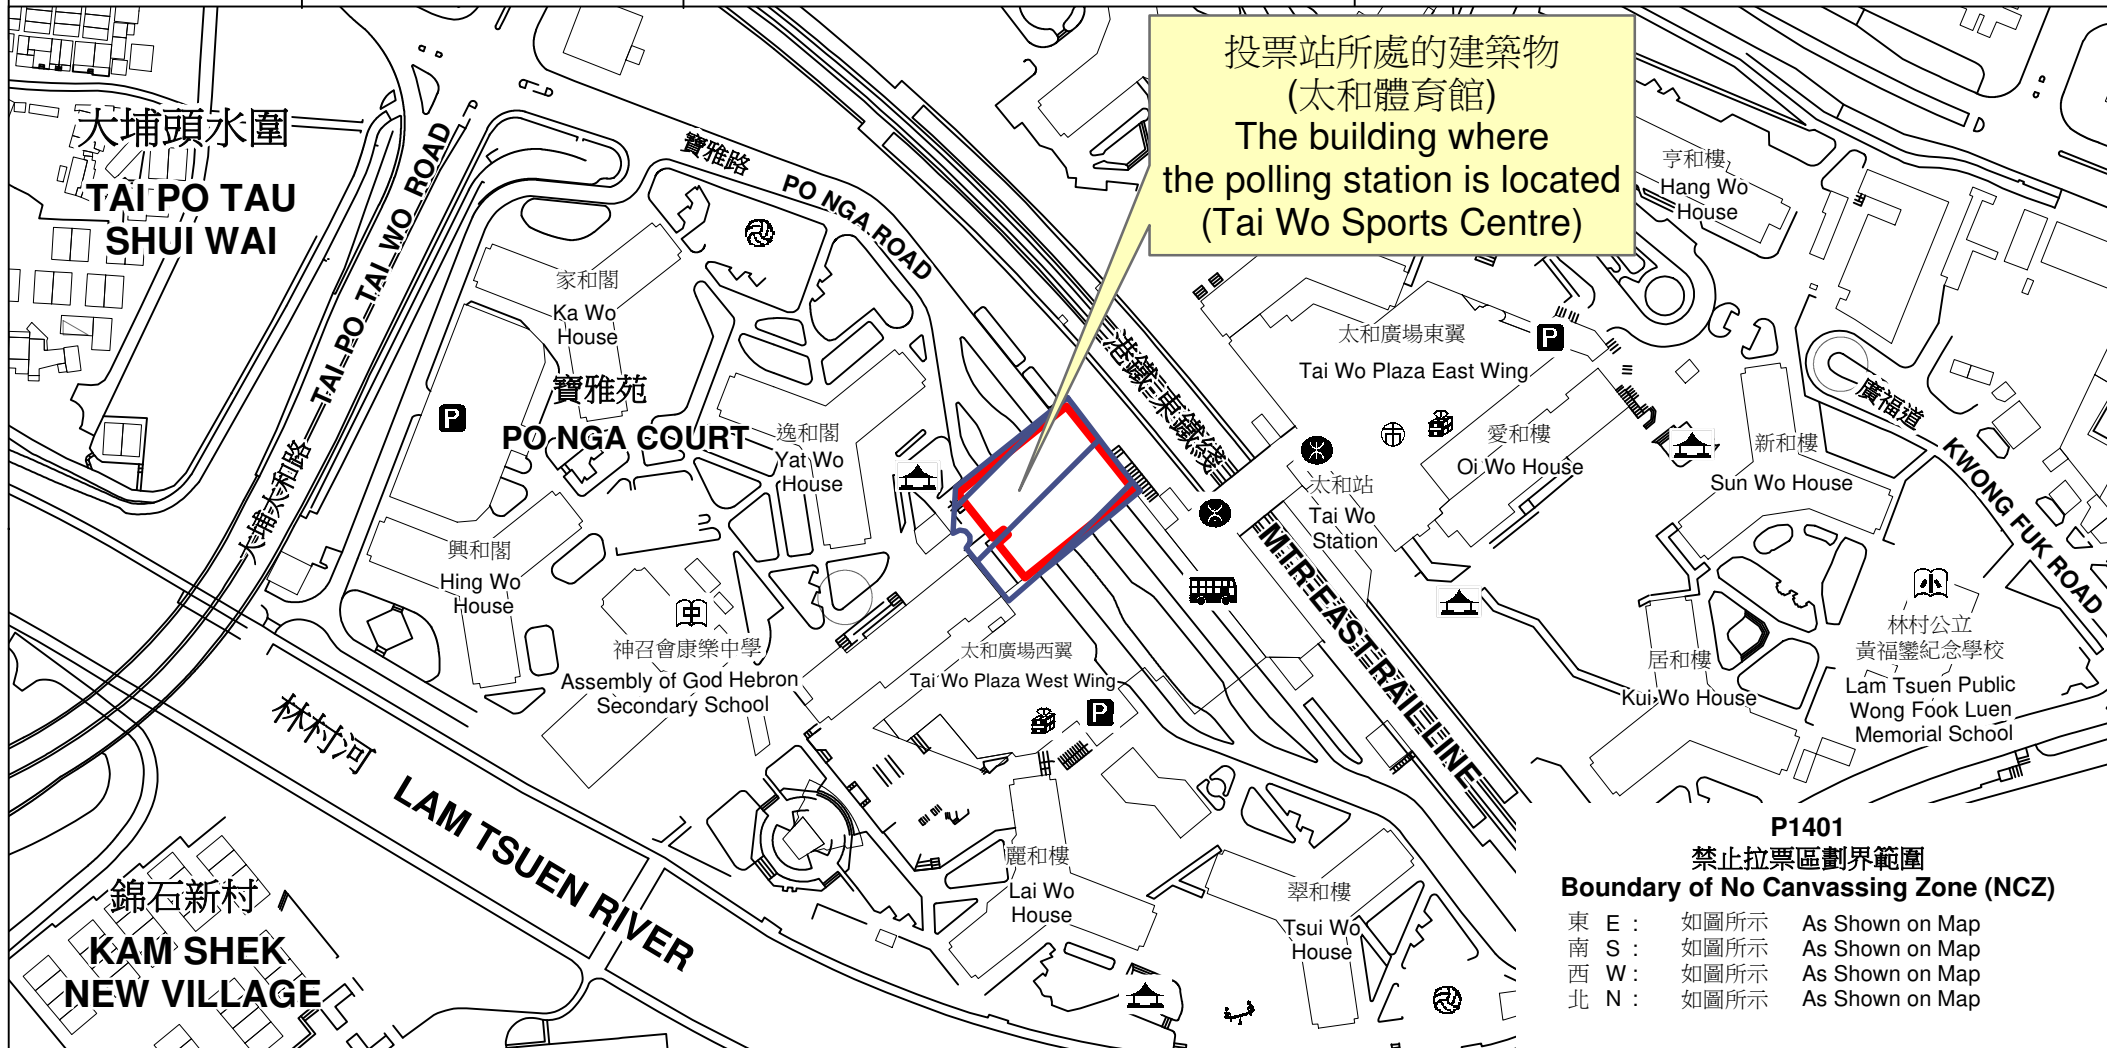 投票站所處的建築物
(太和體育館)
The building where
the polling station is located
(Tai Wo Sports Centre)
大埔頭水圍
TAI PO TAU
SHUI WAI
大埔太和路
TAI PO TAI WO ROAD
寶雅路
PO NGA ROAD
家和閣
Ka Wo
House
寶雅苑
PO NGA COURT
逸和閣
Yat Wo
House
興和閣
Hing Wo
House
神召會康樂中學
Assembly of God Hebron
Secondary School
中
港鐵東鐵綫
MTR EAST RAIL LINE
亨和樓
Hang Wo
House
太和廣場東翼
Tai Wo Plaza East Wing
愛和樓
Oi Wo House
市
太和站
Tai Wo
Station
新和樓
Sun Wo House
廣福道
KWONG FUK ROAD
小
林村公立
黃福鑾紀念學校
Lam Tsuen Public
Wong Fook Luen
Memorial School
居和樓
Kui Wo House
太和廣場西翼
Tai Wo Plaza West Wing
P
P
P
林村河
LAM TSUEN RIVER
麗和樓
Lai Wo
House
翠和樓
Tsui Wo
House
錦石新村
KAM SHEK
NEW VILLAGE
P1401
禁止拉票區劃界範圍
Boundary of No Canvassing Zone (NCZ)
東 E : 如圖所示 As Shown on Map
南 S : 如圖所示 As Shown on Map
西 W : 如圖所示 As Shown on Map
北 N : 如圖所示 As Shown on Map